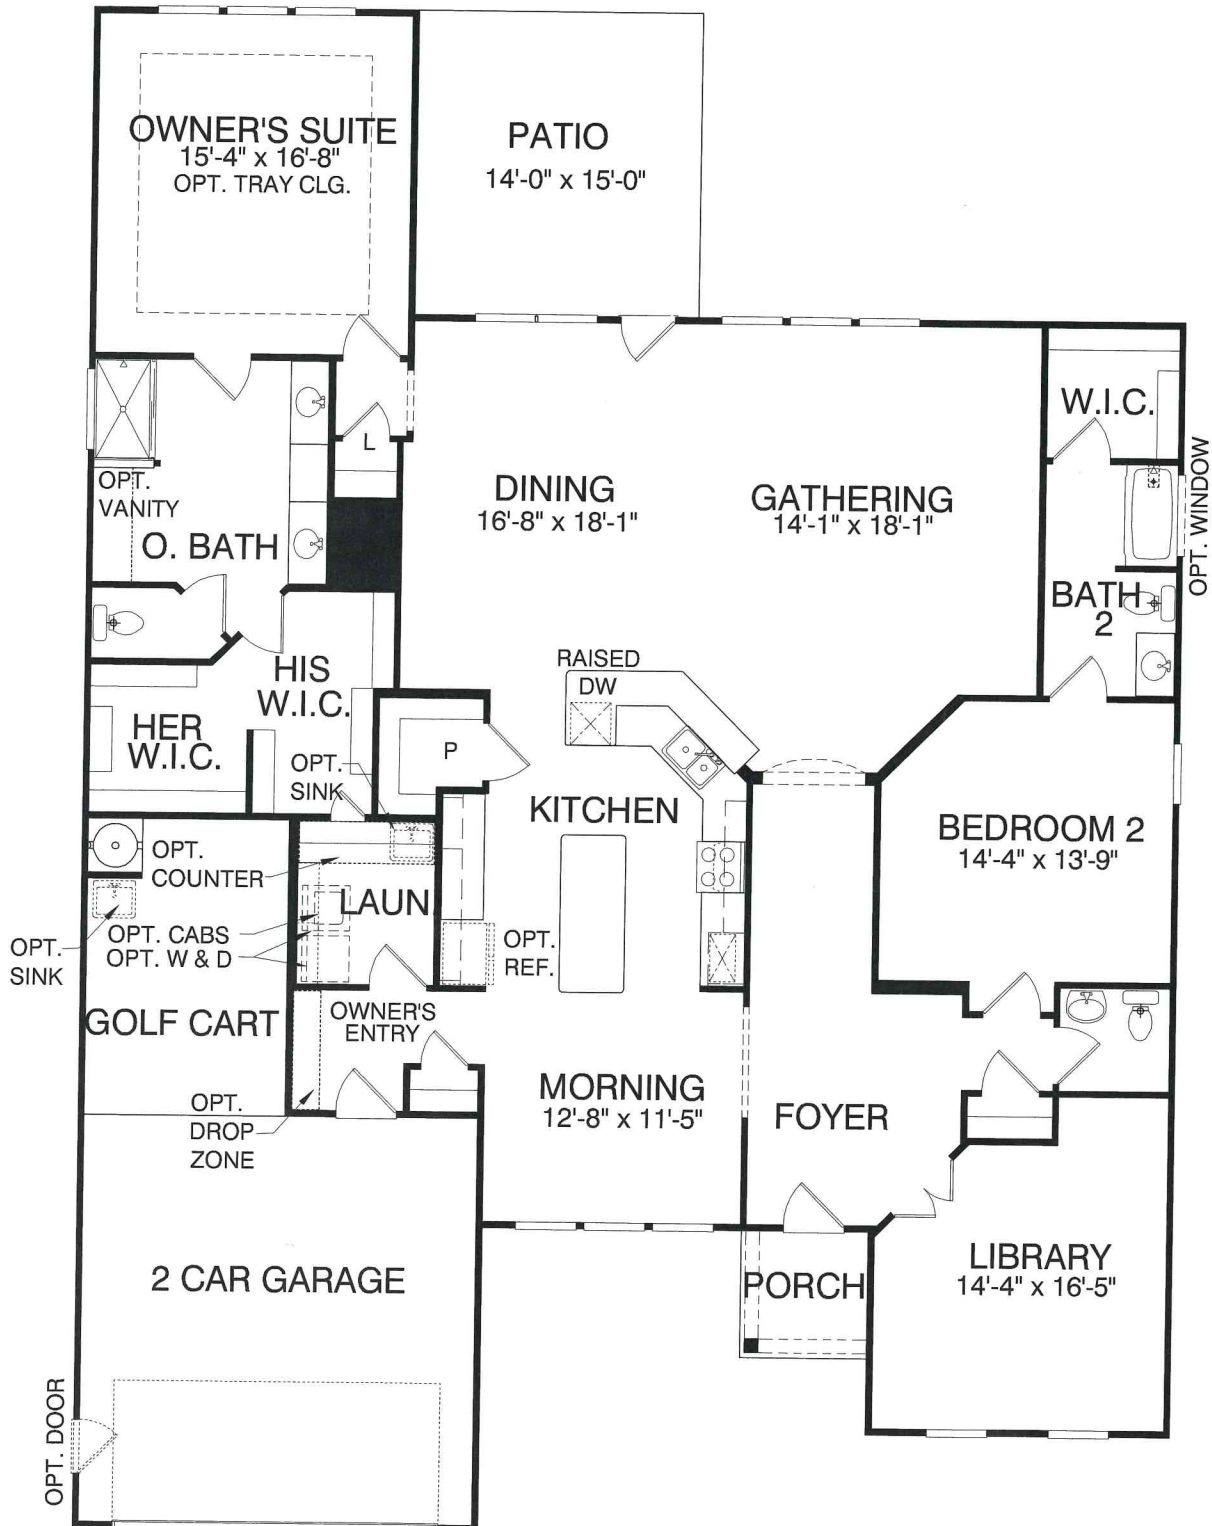 OWNER'S SUITE
15'-4" x 16'-8"
OPT. TRAY CLG.
PATIO
14'-0" x 15'-0"
W.I.C.
L
OPT.
VANITY
O. BATH
DINING
16'-8" x 18'-1"
GATHERING
14'-1" x 18'-1"
OPT. WINDOW
BATH
2
HIS
W.I.C.
HER
W.I.C.
RAISED
DW
P
OPT.
SINK
KITCHEN
BEDROOM 2
14'-4" x 13'-9"
OPT.
COUNTER
LAUN
OPT. CABS
OPT. W & D
OPT.
SINK
OPT.
REF.
GOLF CART
OWNER'S
ENTRY
OPT.
DROP
ZONE
MORNING
12'-8" x 11'-5"
FOYER
2 CAR GARAGE
PORCH
LIBRARY
14'-4" x 16'-5"
OPT. DOOR